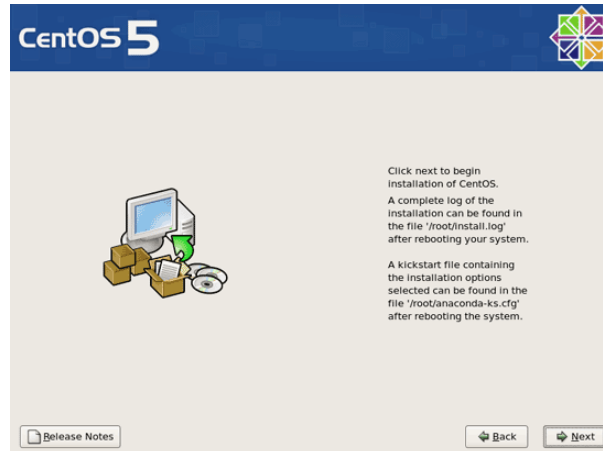 CentOS 5
Click next to begin
installation of CentOS.
A complete log of the
installation can be found in
the file '/root/install.log'
after rebooting your system.
A kickstart file containing
the installation options
selected can be found in the
file '/root/anaconda-ks.cfg'
after rebooting the system.
Release Notes
Back
Next